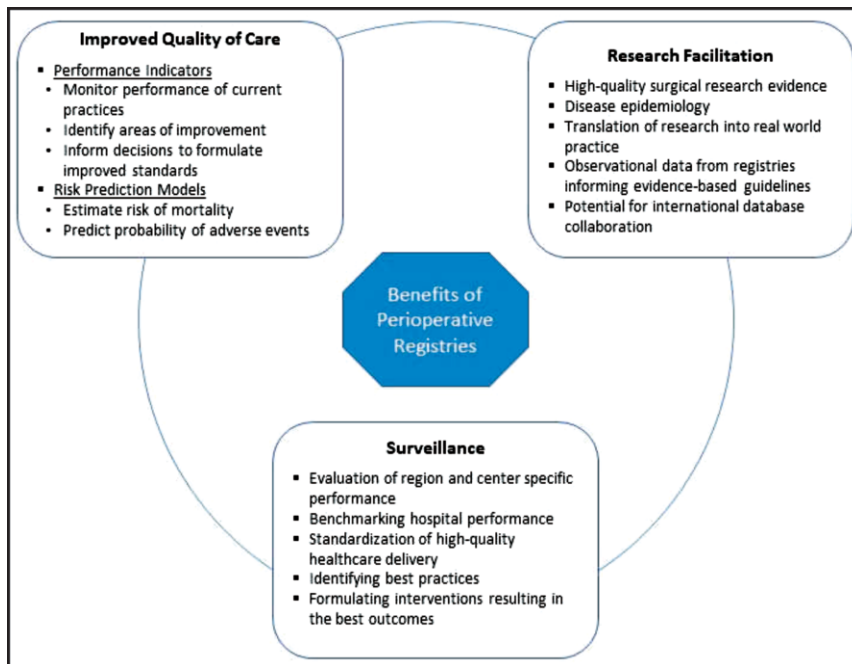 Improved Quality of Care
▪ Performance Indicators
• Monitor performance of current
practices
• Identify areas of improvement
• Inform decisions to formulate
improved standards
▪ Risk Prediction Models
• Estimate risk of mortality
• Predict probability of adverse events
Research Facilitation
▪ High-quality surgical research evidence
▪ Disease epidemiology
▪ Translation of research into real world
practice
▪ Observational data from registries
informing evidence-based guidelines
▪ Potential for international database
collaboration
Benefits of
Perioperative
Registries
Surveillance
▪ Evaluation of region and center specific
performance
▪ Benchmarking hospital performance
▪ Standardization of high-quality
healthcare delivery
▪ Identifying best practices
▪ Formulating interventions resulting in
the best outcomes